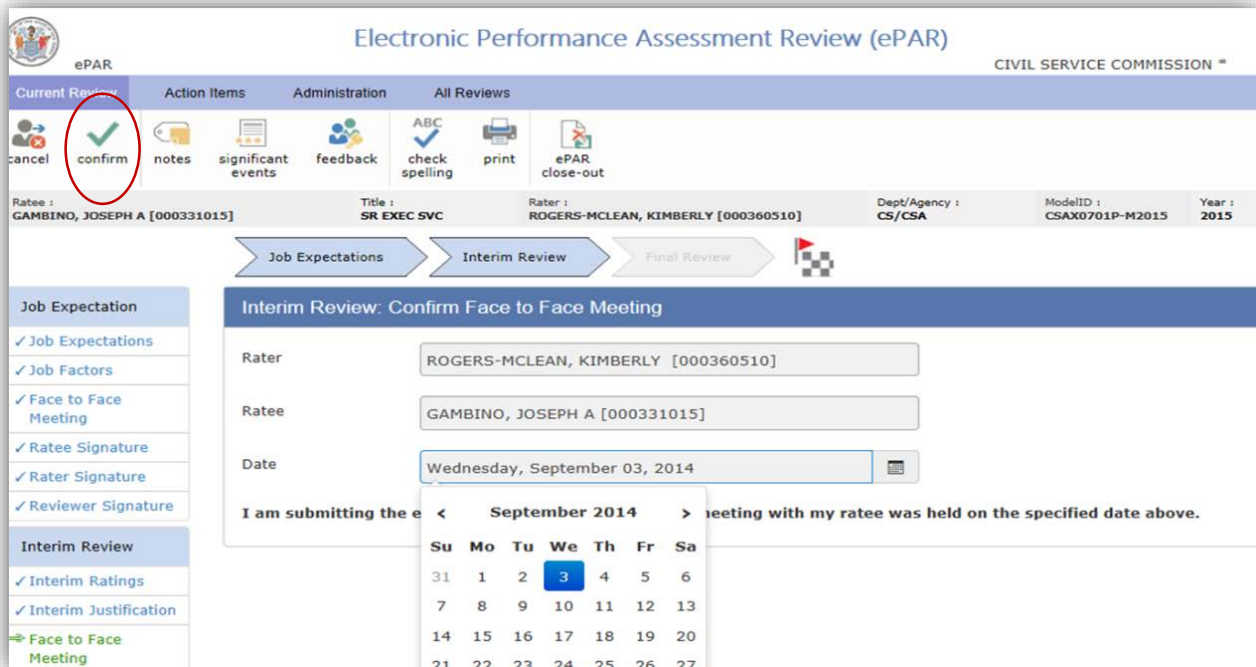 Electronic Performance Assessment Review (ePAR)
ePAR
CIVIL SERVICE COMMISSION *
Current Review Action Items Administration All Reviews
cancel confirm notes significant events feedback ABC check spelling print ePAR close-out
Ratee : Title : Rater : Dept/Agency : ModelID : Year :
GAMBINO, JOSEPH A [000331015] SR EXEC SVC ROGERS-MCLEAN, KIMBERLY [000360510] CS/CSA CSAX0701P-M2015 2015
Job Expectations Interim Review Final Review
Job Expectation
✓ Job Expectations
✓ Job Factors
✓ Face to Face
Meeting
✓ Ratee Signature
✓ Rater Signature
✓ Reviewer Signature
Interim Review
✓ Interim Ratings
✓ Interim Justification
Face to Face
Meeting
Interim Review: Confirm Face to Face Meeting
Rater ROGERS-MCLEAN, KIMBERLY [000360510]
Ratee GAMBINO, JOSEPH A [000331015]
Date Wednesday, September 03, 2014
I am submitting the e meeting with my ratee was held on the specified date above.
< September 2014 >
Su Mo Tu We Th Fr Sa
31 1 2 3 4 5 6
7 8 9 10 11 12 13
14 15 16 17 18 19 20
21 22 23 24 25 26 27